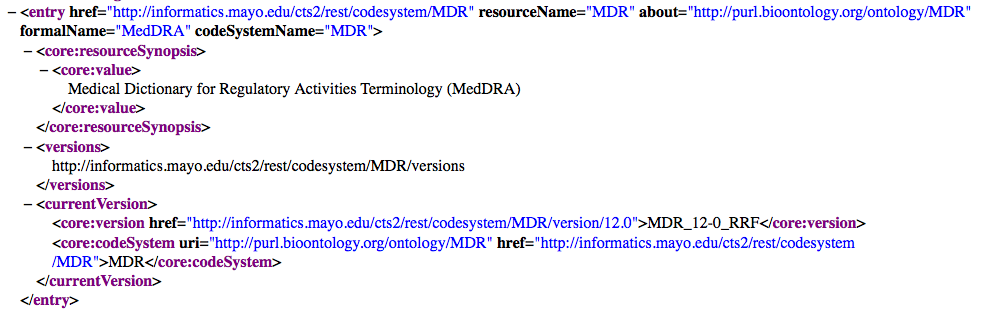 − <entry href="http://informatics.mayo.edu/cts2/rest/codesystem/MDR" resourceName="MDR" about="http://purl.bioontology.org/ontology/MDR"
formalName="MedDRA" codeSystemName="MDR">
− <core:resourceSynopsis>
− <core:value>
Medical Dictionary for Regulatory Activities Terminology (MedDRA)
</core:value>
</core:resourceSynopsis>
− <versions>
http://informatics.mayo.edu/cts2/rest/codesystem/MDR/versions
</versions>
− <currentVersion>
<core:version href="http://informatics.mayo.edu/cts2/rest/codesystem/MDR/version/12.0">MDR_12-0_RRF</core:version>
<core:codeSystem uri="http://purl.bioontology.org/ontology/MDR" href="http://informatics.mayo.edu/cts2/rest/codesystem
/MDR">MDR</core:codeSystem>
</currentVersion>
</entry>